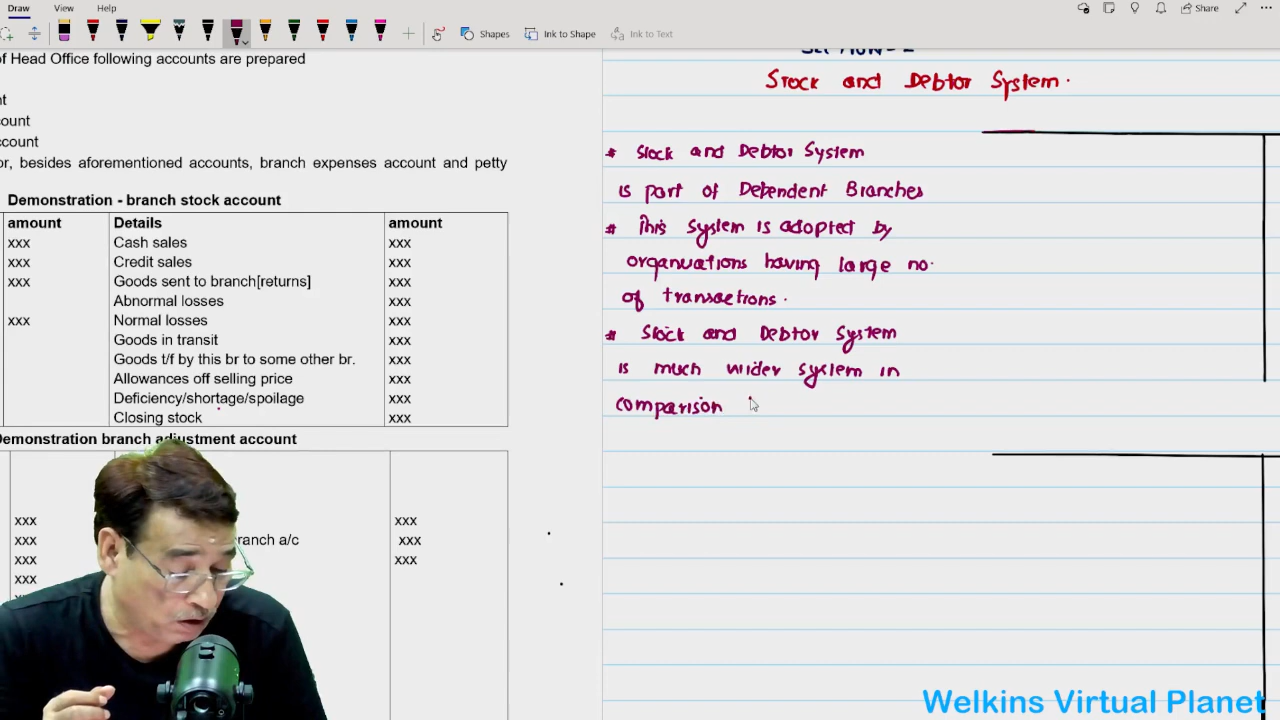 Draw View Help
Share
Shapes Ink to Shape Ink to Text
of Head Office following accounts are prepared
nt
count
ccount
or, besides aforementioned accounts, branch expenses account and petty
Demonstration - branch stock account
amount Details amount
xxx Cash sales xxx
xxx Credit sales xxx
xxx Goods sent to branch[returns] xxx
Abnormal losses xxx
xxx Normal losses xxx
Goods in transit xxx
Goods t/f by this br to some other br. xxx
Allowances off selling price xxx
Deficiency/shortage/spoilage xxx
Closing stock xxx
Demonstration branch adjustment account
xxx xxx
xxx ranch a/c xxx
xxx xxx
xxx
Stock and Debtor System.
# Stock and Debtor System
is part of Dependent Branches
# This system is adopted by
organizations having large no.
of transactions.
# Stock and Debtor System
is much wider system in
comparison
Welkins Virtual Planet